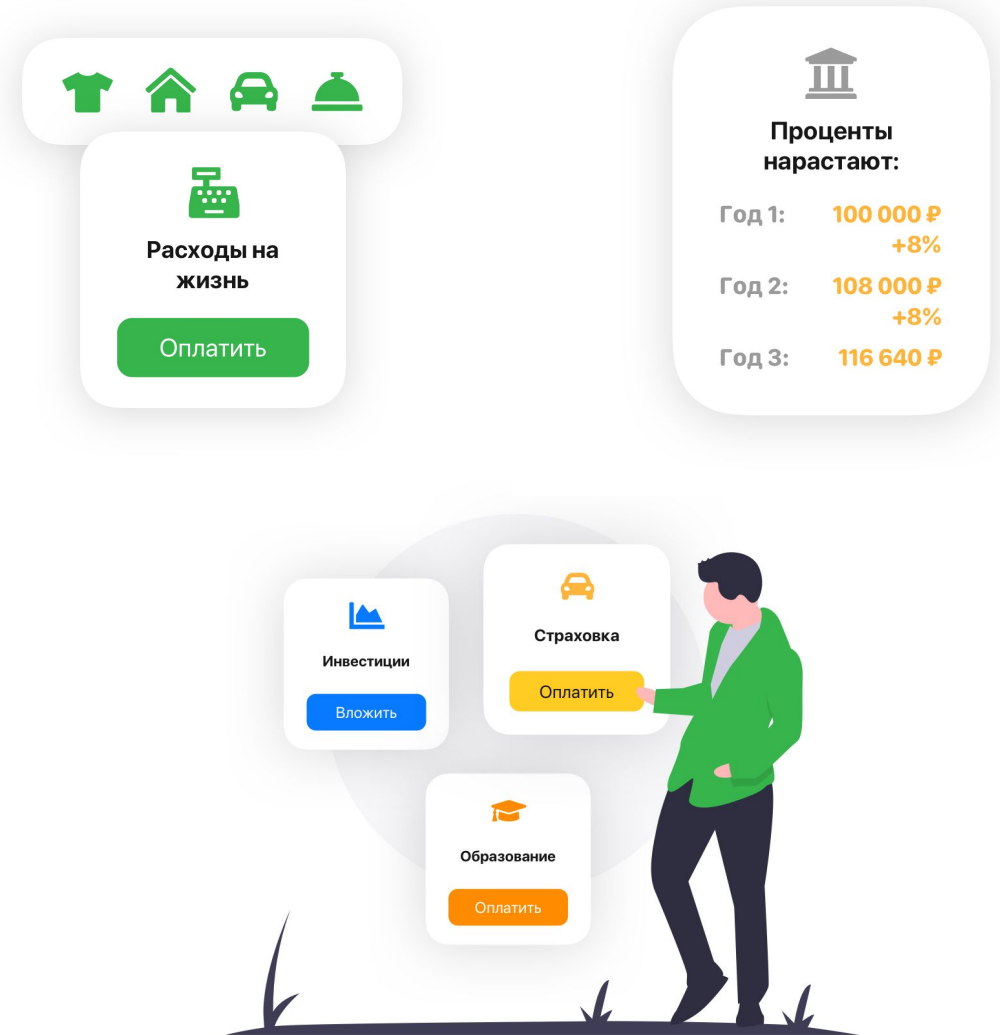 Расходы на
жизнь
Оплатить
Проценты
нарастают:
Год 1: 100 000 ₽
+8%
Год 2: 108 000 ₽
+8%
Год 3: 116 640 ₽
Инвестиции
Вложить
Страховка
Оплатить
Образование
Оплатить